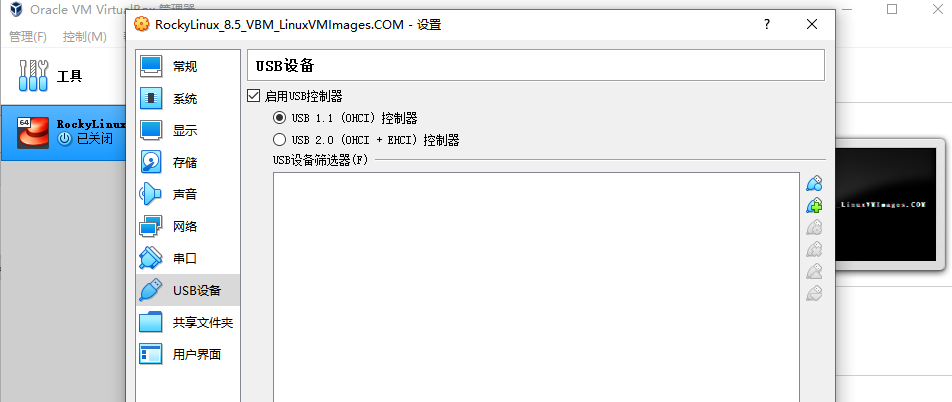 Oracle VM VirtualBox 管理器
管理(F) 控制(M)
工具
64
RockyLinux
已关闭
RockyLinux_8.5_VBM_LinuxVMImages.COM - 设置
?
常规
系统
显示
存储
声音
网络
串口
USB设备
共享文件夹
用户界面
USB设备
启用USB控制器
USB 1.1 (OHCI) 控制器
USB 2.0 (OHCI + EHCI) 控制器
USB设备筛选器(F)
_LinuxVMImages.COM